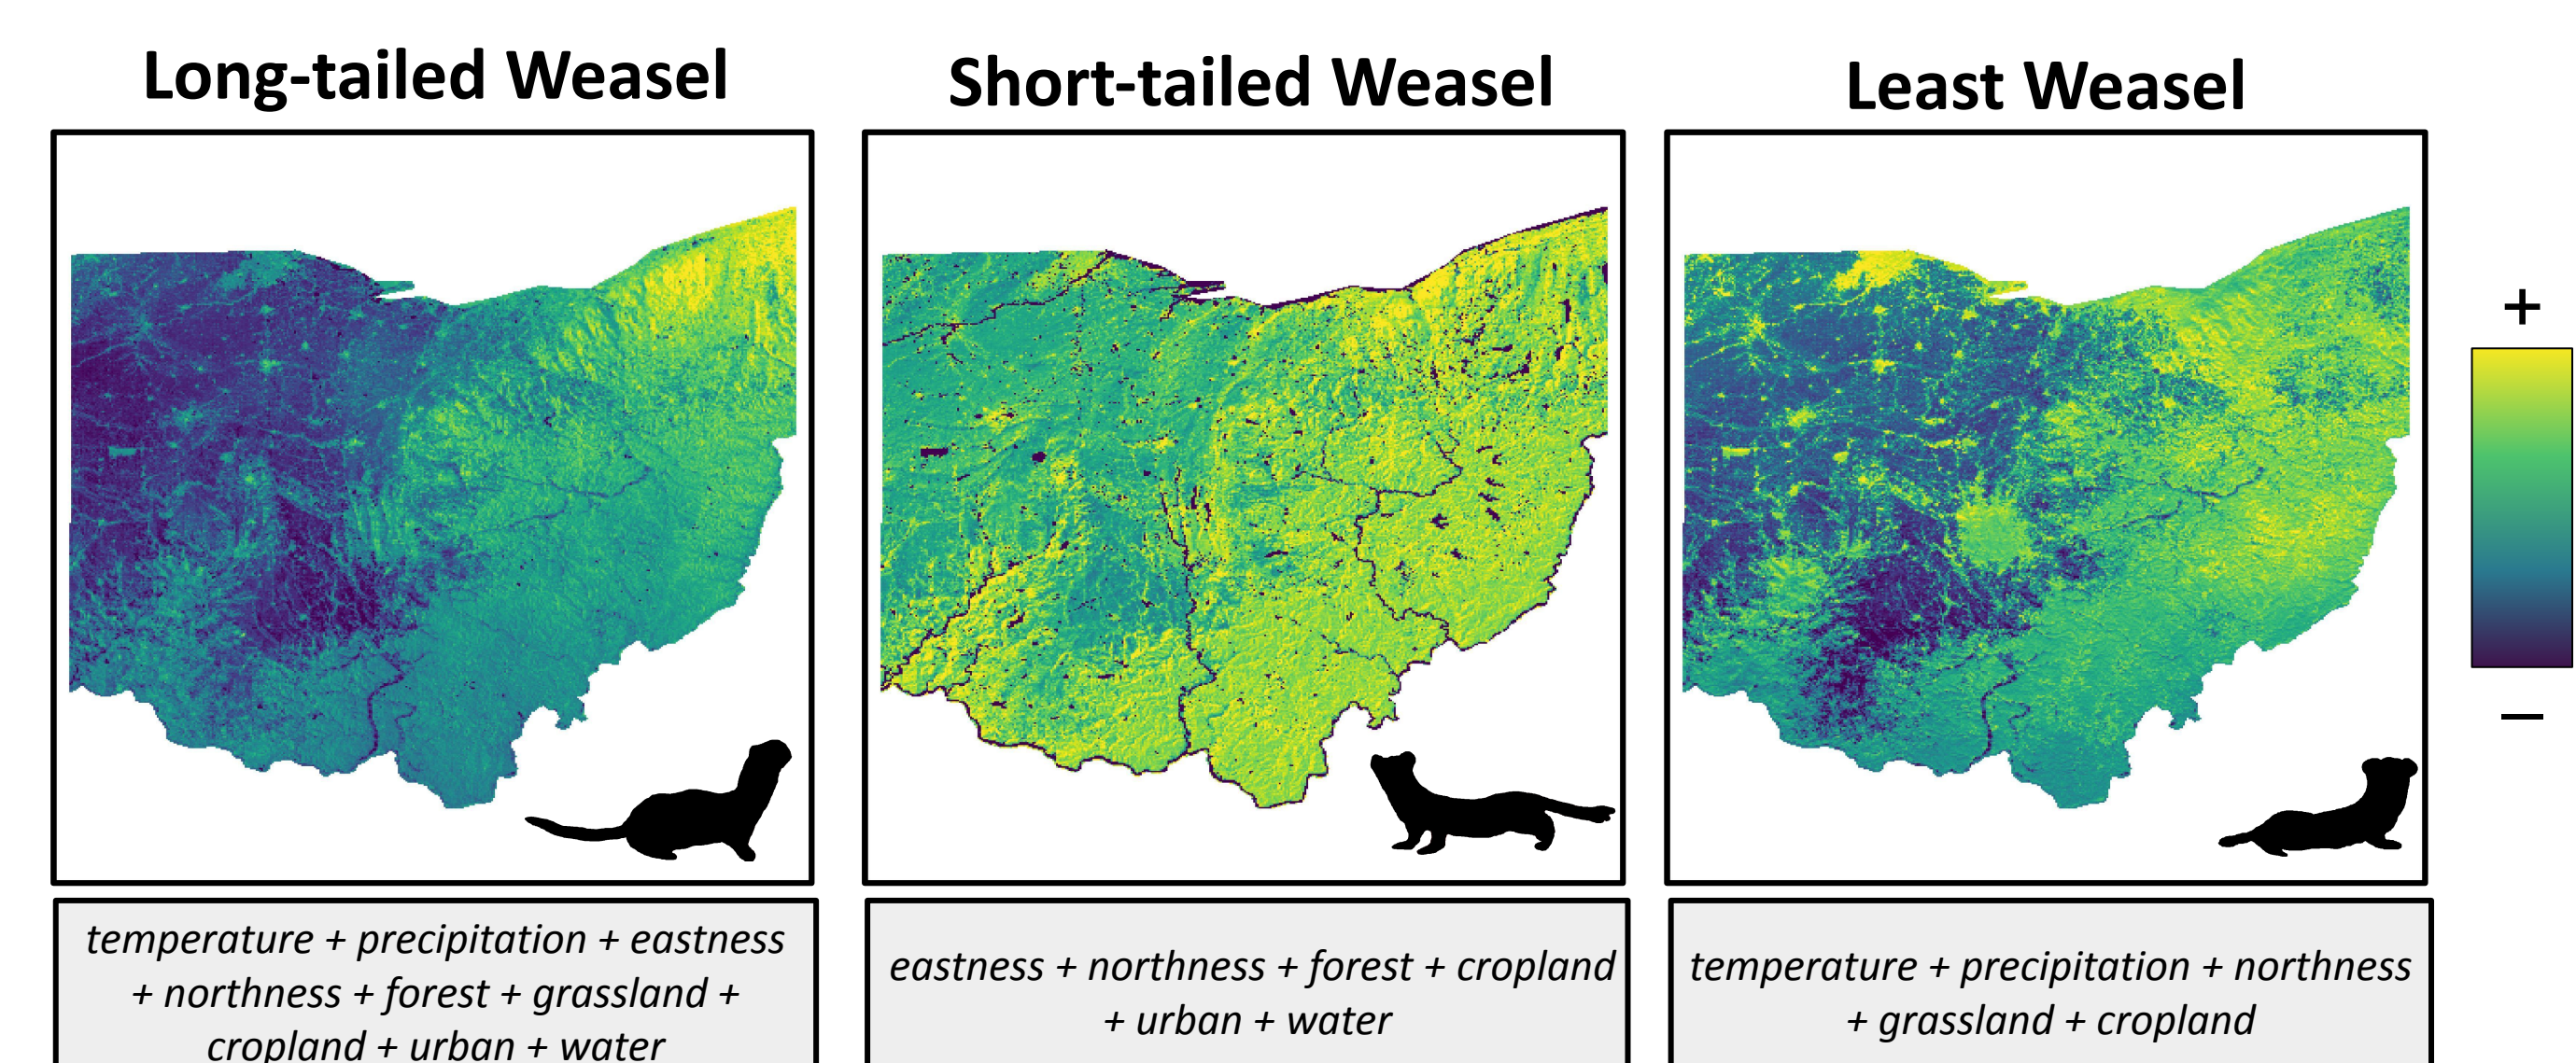 Long-tailed Weasel
Short-tailed Weasel
Least Weasel
+
–
temperature + precipitation + eastness
+ northness + forest + grassland +
cropland + urban + water
eastness + northness + forest + cropland
+ urban + water
temperature + precipitation + northness
+ grassland + cropland